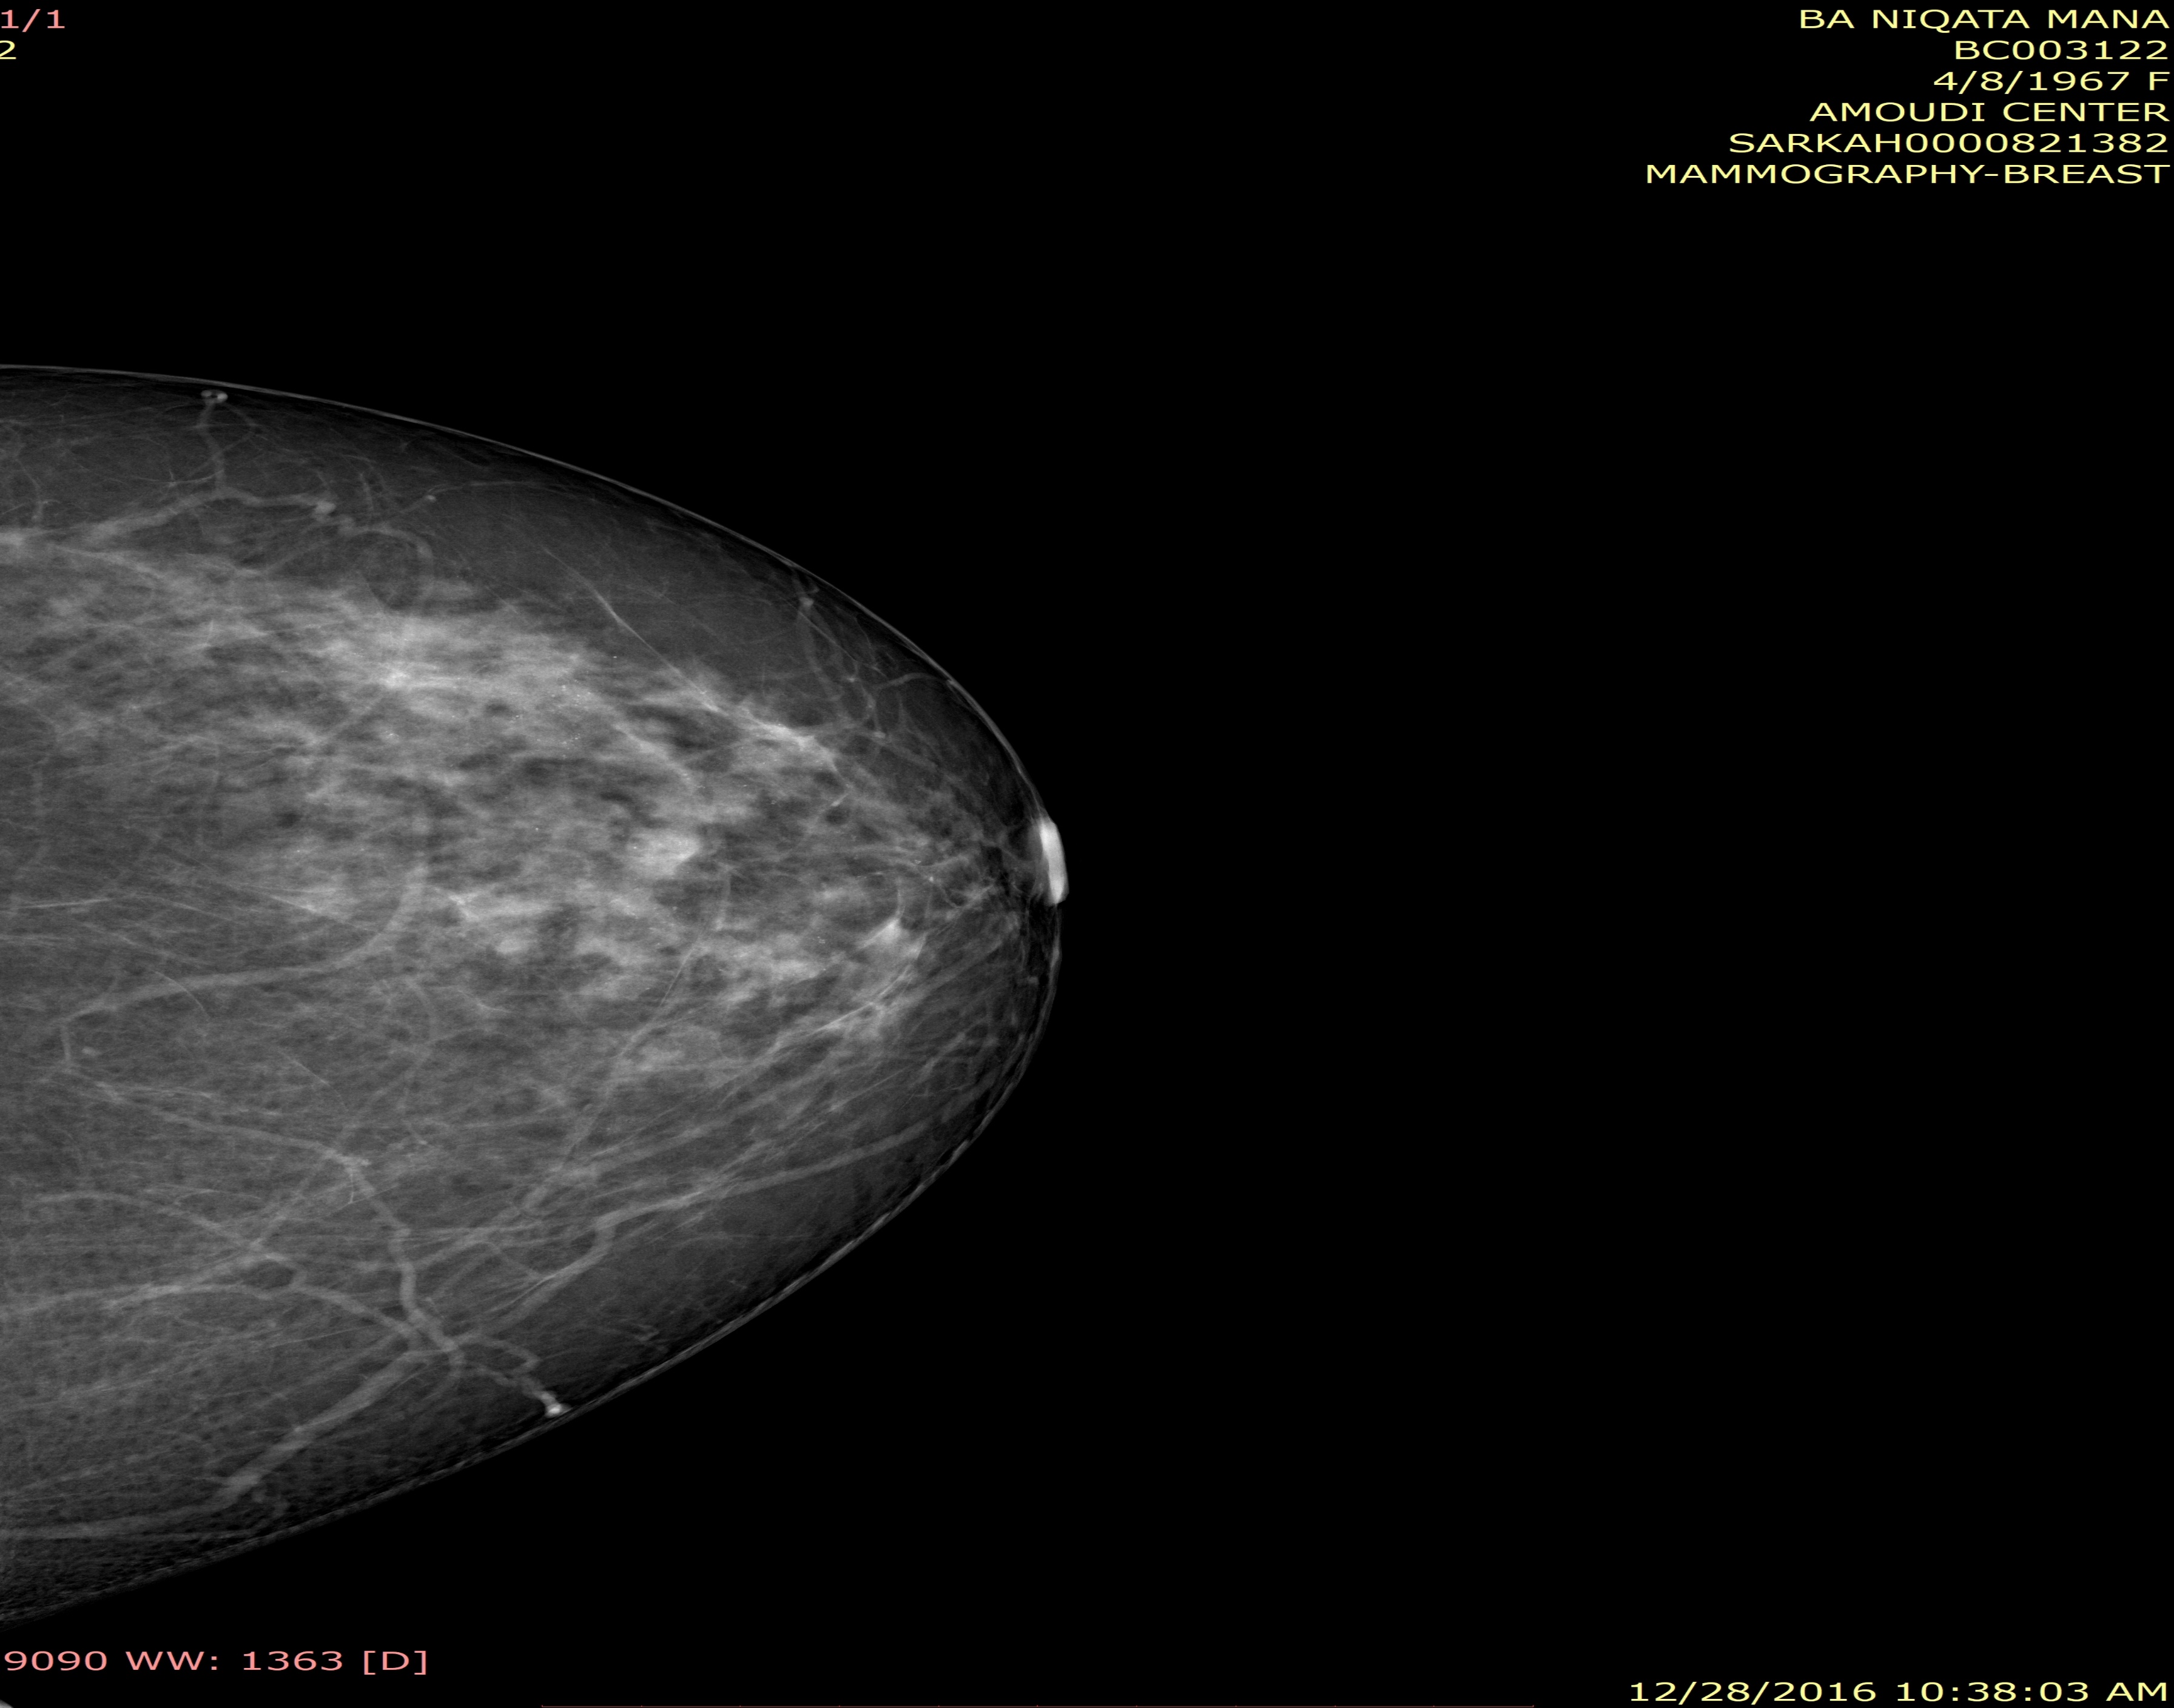 1/1
2
BA NIQATA MANA
BC003122
4/8/1967 F
AMOUDI CENTER
SARKAH0000821382
MAMMOGRAPHY-BREAST
9090 WW: 1363 [D]
12/28/2016 10:38:03 AM